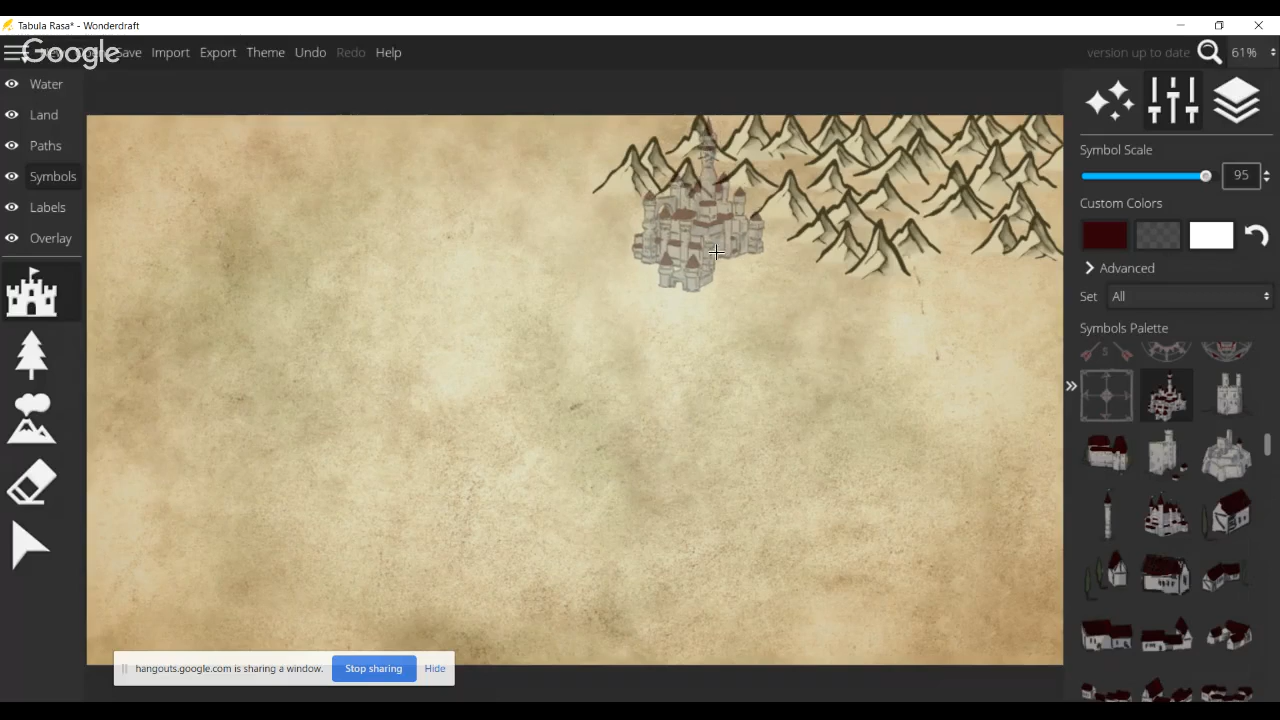 Tabula Rasa* - Wonderdraft
Google
Save Import Export Theme Undo Redo Help
version up to date 61%
Water
Land
Paths
Symbols
Labels
Overlay
Symbol Scale
95
Custom Colors
Advanced
Set All
Symbols Palette
S
hangouts.google.com is sharing a window. Stop sharing Hide